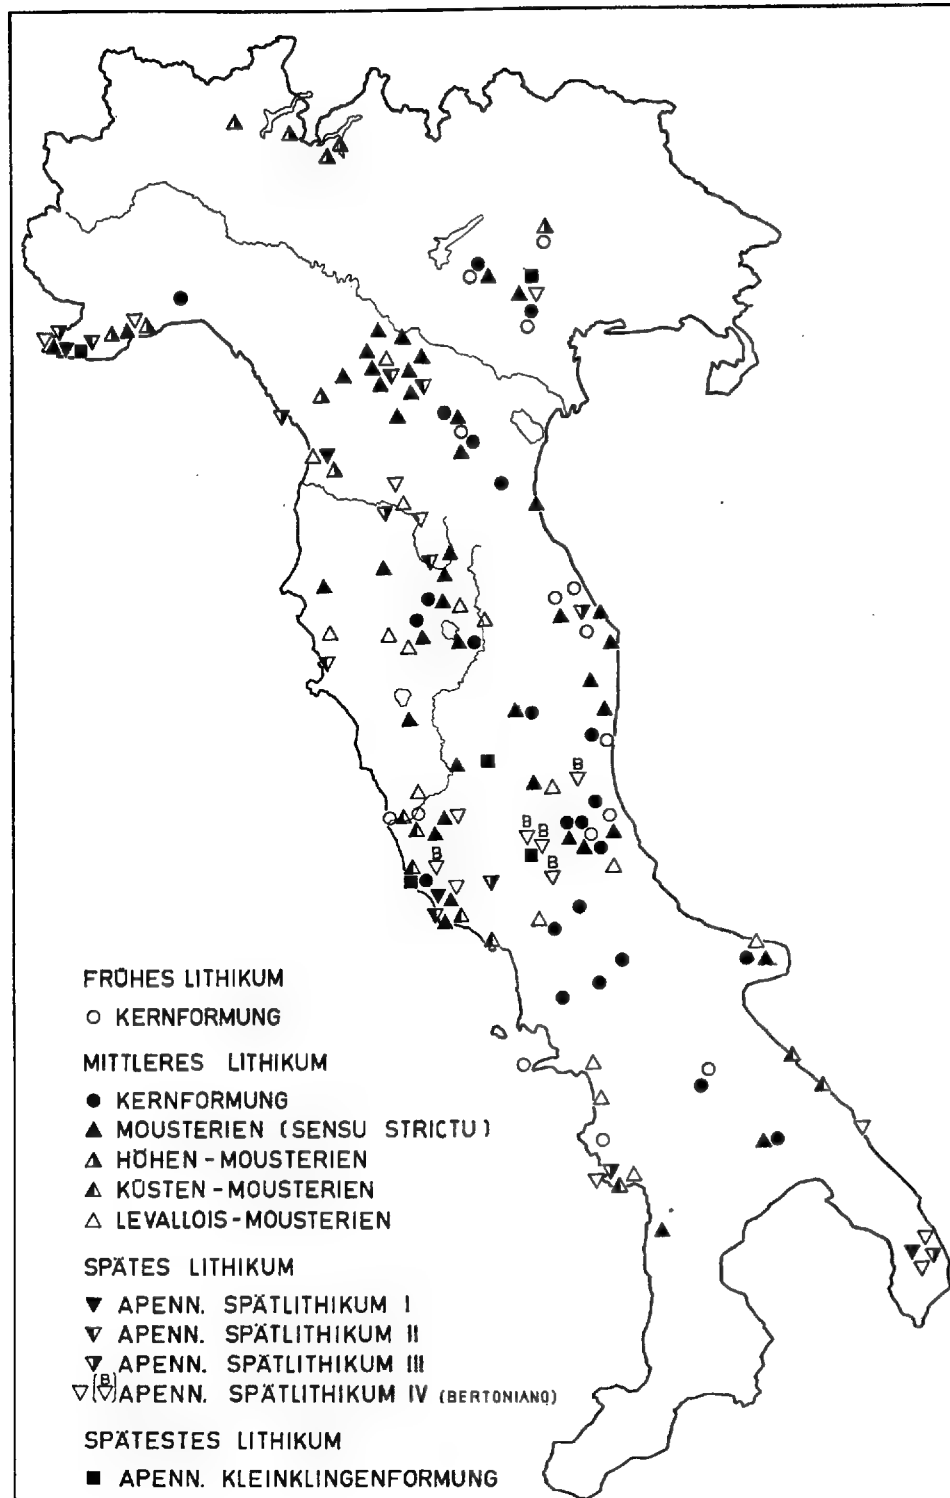 B
B
B
B
B
FRÜHES LITHIKUM
KERNFORMUNG
MITTLERES LITHIKUM
KERNFORMUNG
MOUSTERIEN (SENSU STRICTU)
HÖHEN-MOUSTERIEN
KÜSTEN-MOUSTERIEN
LEVALLOIS-MOUSTERIEN
SPÄTES LITHIKUM
APENN. SPÄTLITHIKUM I
APENN. SPÄTLITHIKUM II
APENN. SPÄTLITHIKUM III
(B) APENN. SPÄTLITHIKUM IV (BERTONIANO)
SPÄTESTES LITHIKUM
APENN. KLEINKLINGENFORMUNG